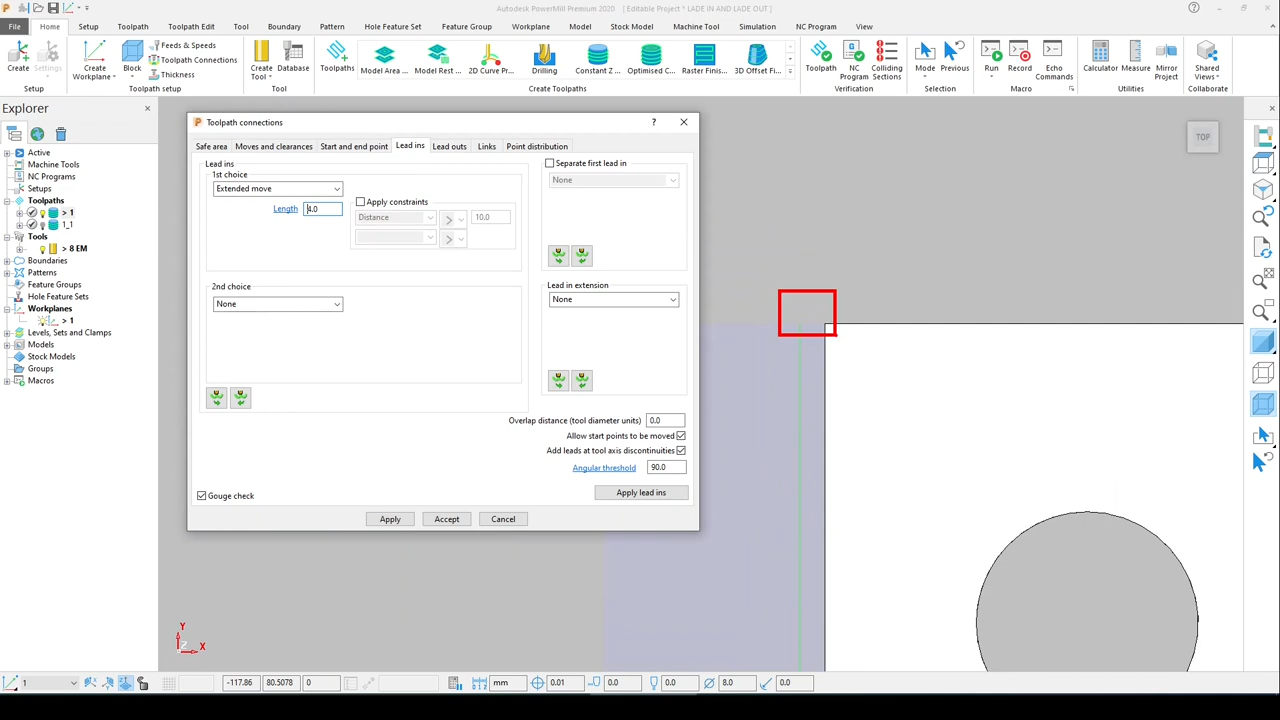 Autodesk PowerMill Premium 2020 [ Editable Project * LADE IN AND LADE OUT ]
File Home Setup Toolpath Toolpath Edit Tool Boundary Pattern Hole Feature Set Feature Group Workplane Model Stock Model Machine Tool Simulation NC Program View
Create
Settings
Setup
Create Workplane
Block
Feeds & Speeds
Toolpath Connections
Thickness
Toolpath setup
Create Tool
Database
Tool
Toolpaths
Model Area ...
Model Rest ...
2D Curve Pr...
Drilling
Constant Z ...
Optimised C...
Raster Finis...
3D Offset Fi...
Create Toolpaths
Toolpath
NC Program
Colliding Sections
Verification
Mode
Previous
Selection
Run
Record
Echo Commands
Macro
Calculator
Measure
Mirror Project
Utilities
Shared Views
Collaborate
Explorer
Active
Machine Tools
NC Programs
Setups
Toolpaths
> 1
1_1
Tools
> 8 EM
Boundaries
Patterns
Feature Groups
Hole Feature Sets
Workplanes
> 1
Levels, Sets and Clamps
Models
Stock Models
Groups
Macros
Toolpath connections
Safe area Moves and clearances Start and end point Lead ins Lead outs Links Point distribution
Lead ins
1st choice
Extended move
Length 4.0
Apply constraints
Distance > 10.0
>
2nd choice
None
Separate first lead in
None
Lead in extension
None
Overlap distance (tool diameter units) 0.0
Allow start points to be moved
Add leads at tool axis discontinuities
Angular threshold 90.0
Gouge check
Apply lead ins
Apply Accept Cancel
TOP
Y
Z X
1 -117.86 80.5078 0 mm 0.01 0.0 0.0 8.0 0.0